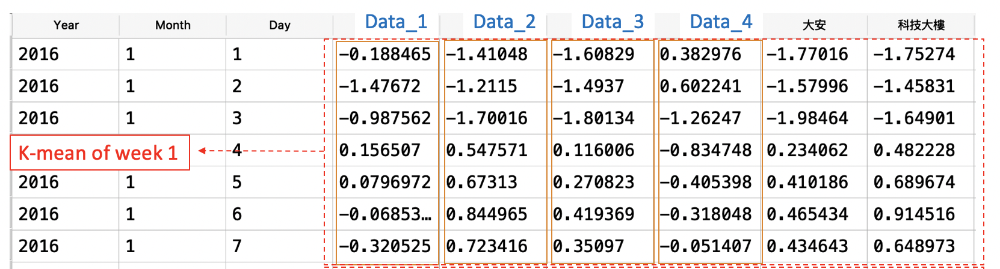 Year Month Day Data_1 Data_2 Data_3 Data_4 大安 科技大樓
2016 1 1 -0.188465 -1.41048 -1.60829 0.382976 -1.77016 -1.75274
2016 1 2 -1.47672 -1.2115 -1.4937 0.602241 -1.57996 -1.45831
2016 1 3 -0.987562 -1.70016 -1.80134 -1.26247 -1.98464 -1.64901
K-mean of week 1 4 0.156507 0.547571 0.116006 -0.834748 0.234062 0.482228
2016 1 5 0.0796972 0.67313 0.270823 -0.405398 0.410186 0.689674
2016 1 6 -0.06853… 0.844965 0.419369 -0.318048 0.465434 0.914516
2016 1 7 -0.320525 0.723416 0.35097 -0.051407 0.434643 0.648973